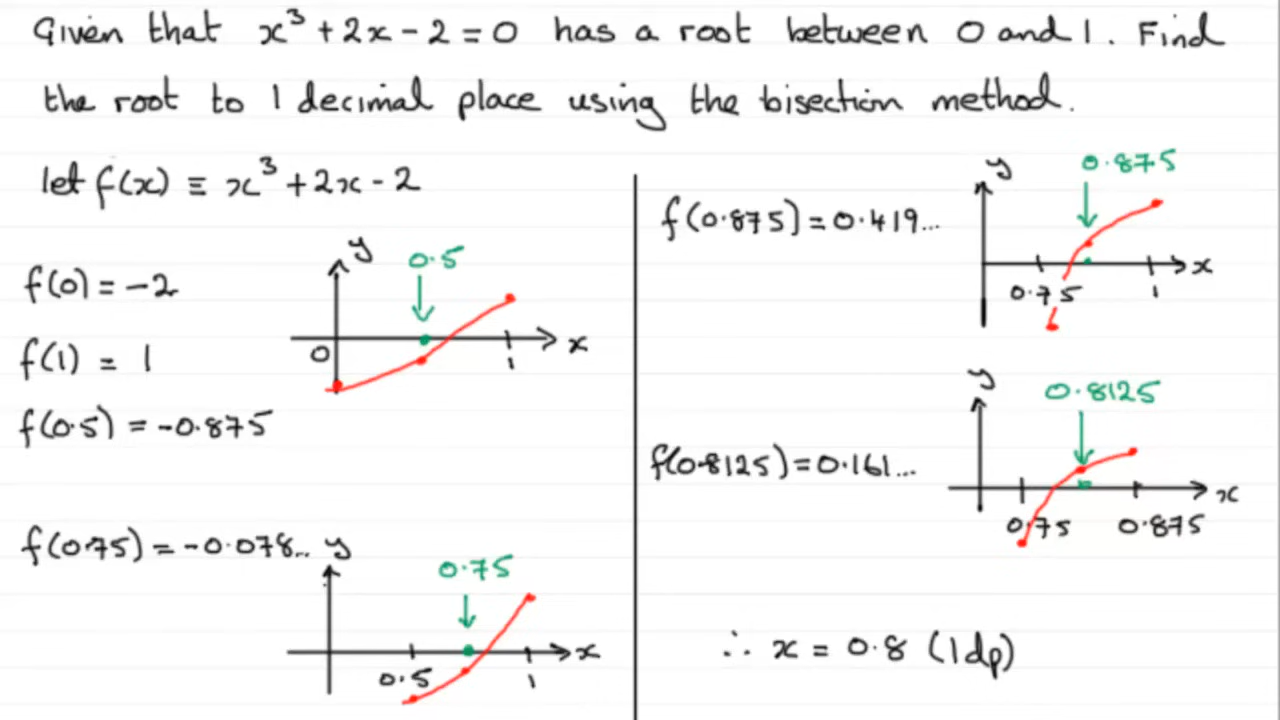 Given that x³ + 2x - 2 = 0 has a root between 0 and 1. Find
the root to 1 decimal place using the bisection method.
let f(x) ≡ x³ + 2x - 2
f(0) = -2
f(1) = 1
f(0.5) = -0.875
y
0.5
0
1
x
f(0.75) = -0.078...
y
0.75
0.5
1
x
f(0.875) = 0.419...
y
0.875
0.75
1
x
f(0.8125) = 0.161...
y
0.8125
0.75
0.875
x
∴ x = 0.8 (1dp)